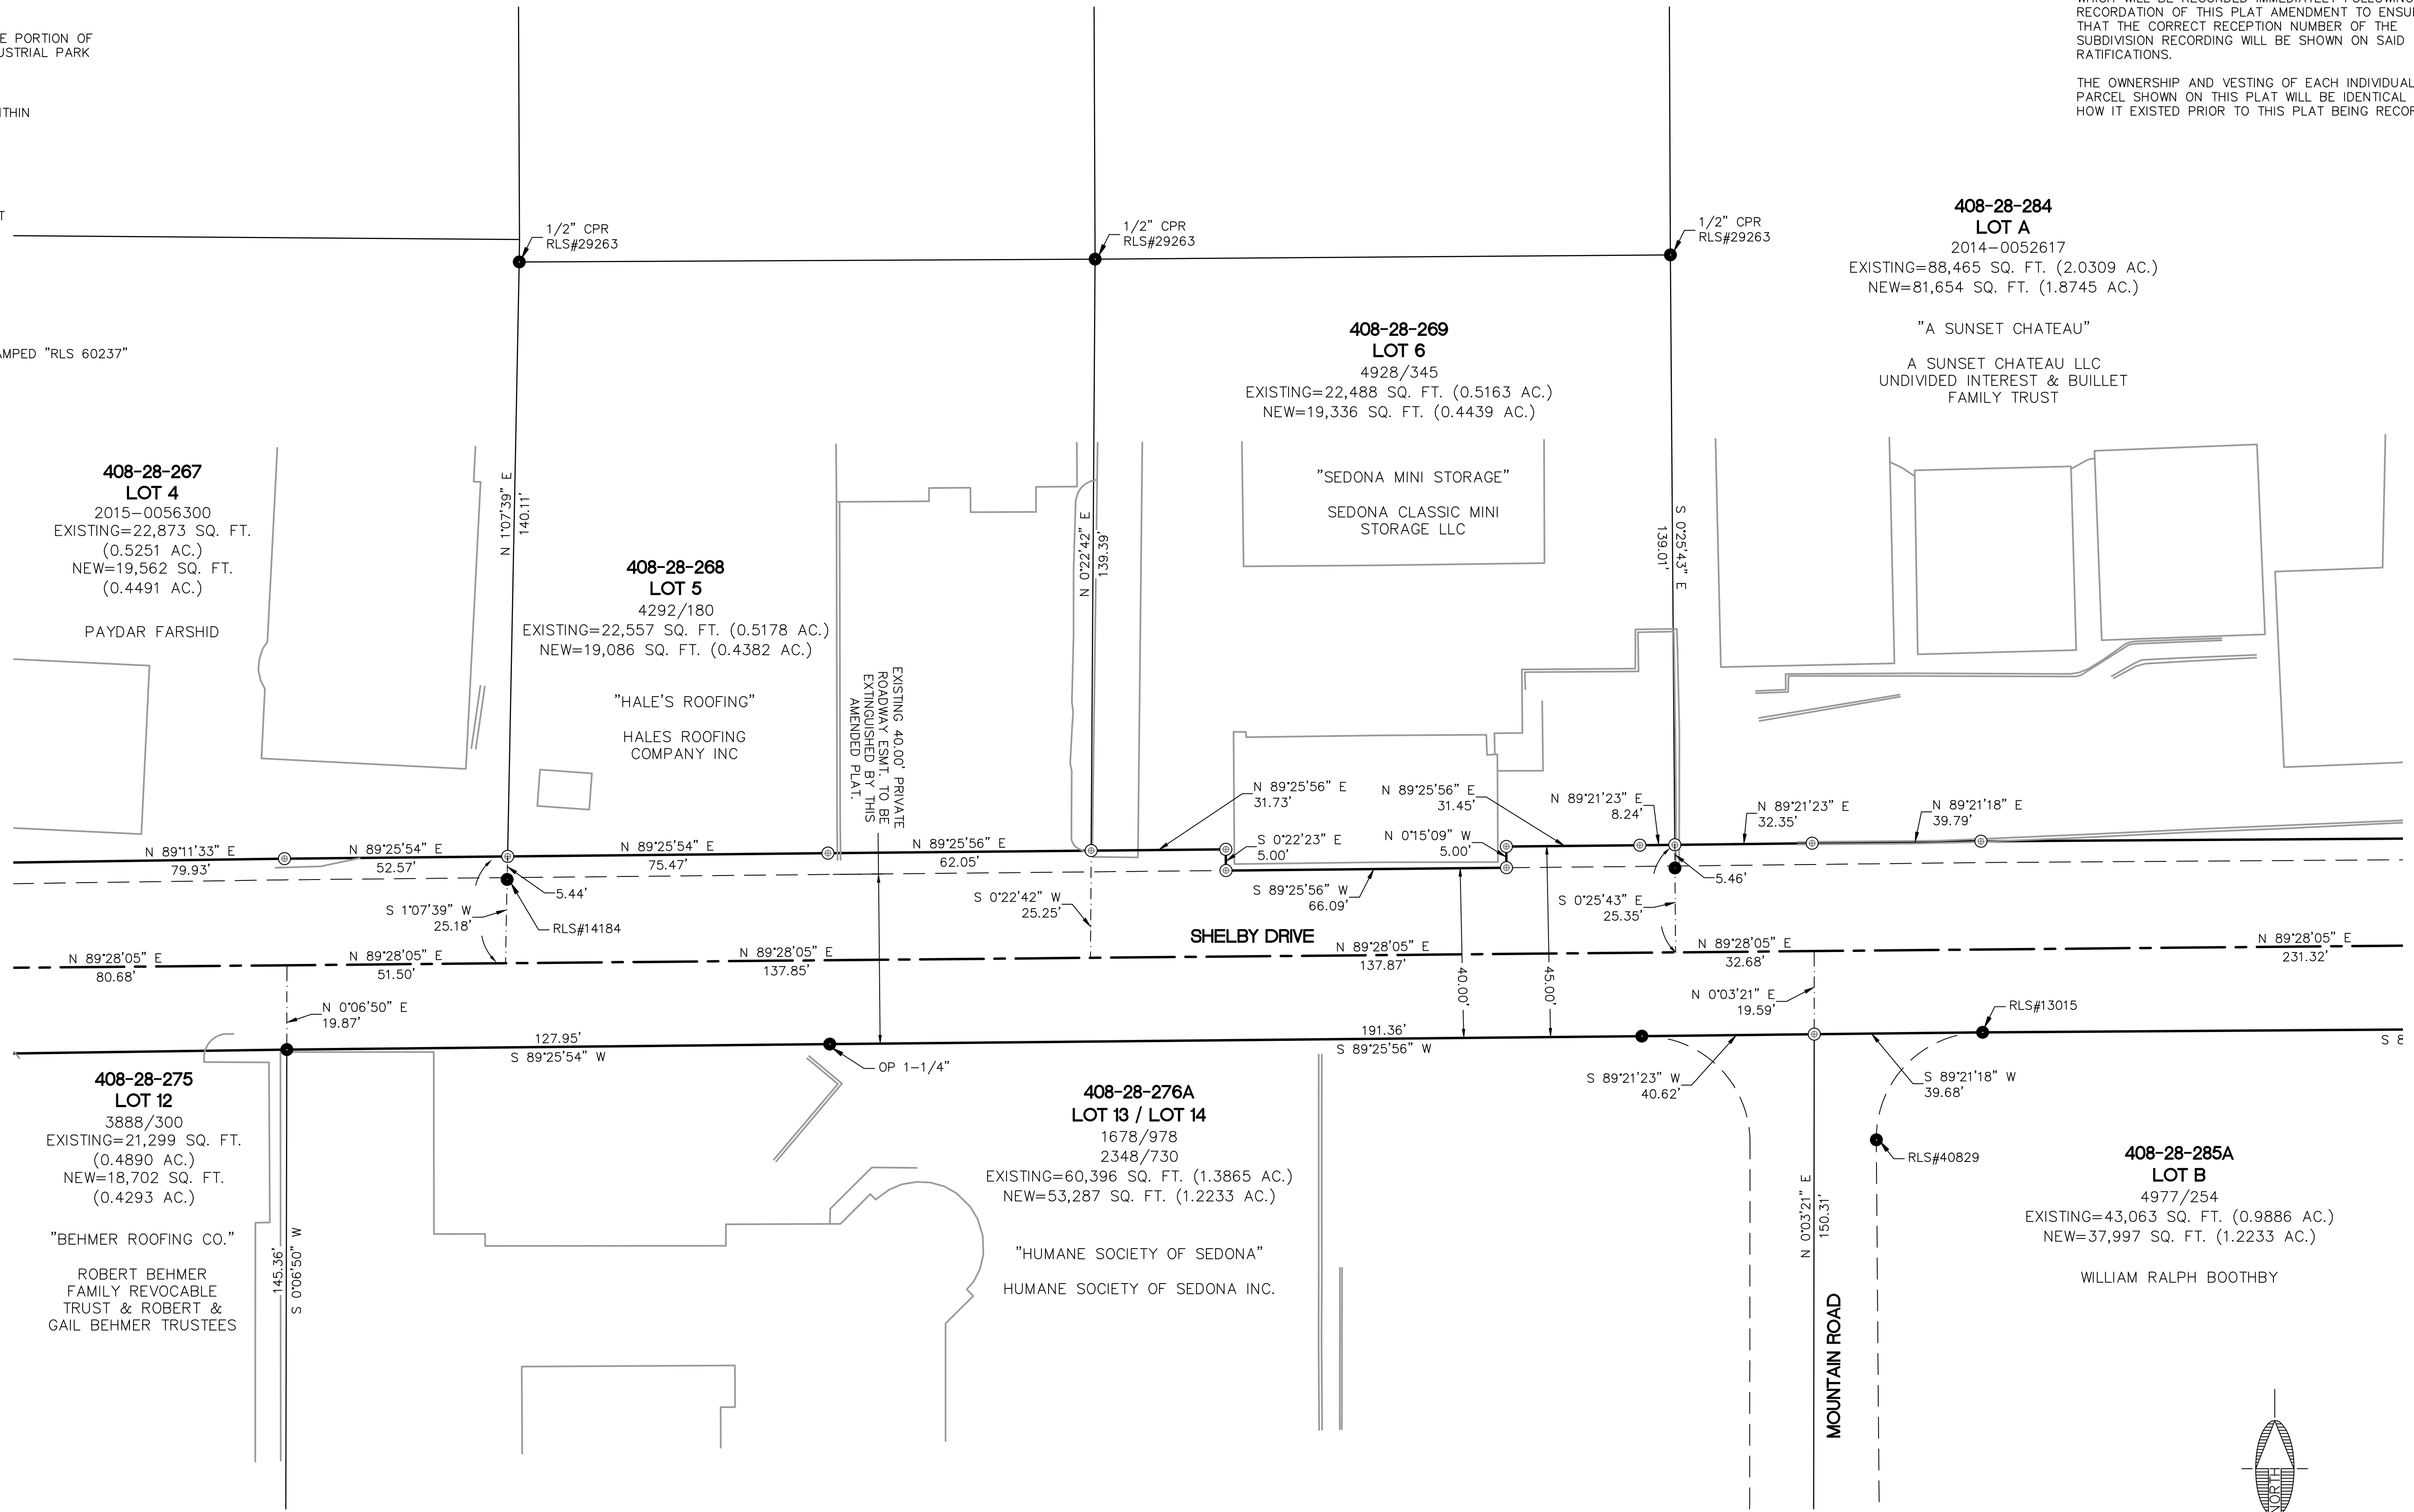 E PORTION OF
USTRIAL PARK
ITHIN
AMPED "RLS 60237"
RECORDATION OF THIS PLAT AMENDMENT TO ENSU
THAT THE CORRECT RECEPTION NUMBER OF THE
SUBDIVISION RECORDING WILL BE SHOWN ON SAID
RATIFICATIONS.
THE OWNERSHIP AND VESTING OF EACH INDIVIDUAL
PARCEL SHOWN ON THIS PLAT WILL BE IDENTICAL
HOW IT EXISTED PRIOR TO THIS PLAT BEING RECOR
1/2" CPR
RLS#29263
1/2" CPR
RLS#29263
1/2" CPR
RLS#29263
408-28-284
LOT A
2014-0052617
EXISTING=88,465 SQ. FT. (2.0309 AC.)
NEW=81,654 SQ. FT. (1.8745 AC.)
"A SUNSET CHATEAU"
A SUNSET CHATEAU LLC
UNDIVIDED INTEREST & BUILLET
FAMILY TRUST
408-28-269
LOT 6
4928/345
EXISTING=22,488 SQ. FT. (0.5163 AC.)
NEW=19,336 SQ. FT. (0.4439 AC.)
"SEDONA MINI STORAGE"
SEDONA CLASSIC MINI
STORAGE LLC
408-28-267
LOT 4
2015-0056300
EXISTING=22,873 SQ. FT.
(0.5251 AC.)
NEW=19,562 SQ. FT.
(0.4491 AC.)
PAYDAR FARSHID
N 1°07'39" E
140.11'
408-28-268
LOT 5
4292/180
EXISTING=22,557 SQ. FT. (0.5178 AC.)
NEW=19,086 SQ. FT. (0.4382 AC.)
"HALE'S ROOFING"
HALES ROOFING
COMPANY INC
EXISTING 40.00' PRIVATE
ROADWAY ESMT. TO BE
EXTINGUISHED BY THIS
AMENDED PLAT.
N 0°22'42" E
139.39'
S 0°25'43" E
139.01'
N 89°11'33" E
79.93'
N 89°25'54" E
52.57'
N 89°25'54" E
75.47'
N 89°25'56" E
62.05'
N 89°25'56" E
31.73'
S 0°22'23" E
5.00'
N 89°25'56" E
31.45'
N 0°15'09" W
5.00'
N 89°21'23" E
8.24'
N 89°21'23" E
32.35'
N 89°21'18" E
39.79'
5.44'
S 1°07'39" W
25.18'
RLS#14184
S 0°22'42" W
25.25'
S 89°25'56" W
66.09'
S 0°25'43" E
25.35'
5.46'
SHELBY DRIVE
N 89°28'05" E
80.68'
N 89°28'05" E
51.50'
N 89°28'05" E
137.85'
N 89°28'05" E
137.87'
N 89°28'05" E
32.68'
N 89°28'05" E
231.32'
40.00'
45.00'
N 0°06'50" E
19.87'
N 0°03'21" E
19.59'
RLS#13015
127.95'
S 89°25'54" W
191.36'
S 89°25'56" W
S 8
OP 1-1/4"
S 89°21'23" W
40.62'
S 89°21'18" W
39.68'
408-28-275
LOT 12
3888/300
EXISTING=21,299 SQ. FT.
(0.4890 AC.)
NEW=18,702 SQ. FT.
(0.4293 AC.)
"BEHMER ROOFING CO."
ROBERT BEHMER
FAMILY REVOCABLE
TRUST & ROBERT &
GAIL BEHMER TRUSTEES
145.36'
S 0°06'50" W
408-28-276A
LOT 13 / LOT 14
1678/978
2348/730
EXISTING=60,396 SQ. FT. (1.3865 AC.)
NEW=53,287 SQ. FT. (1.2233 AC.)
"HUMANE SOCIETY OF SEDONA"
HUMANE SOCIETY OF SEDONA INC.
RLS#40829
N 0°03'21" E
150.31'
MOUNTAIN ROAD
408-28-285A
LOT B
4977/254
EXISTING=43,063 SQ. FT. (0.9886 AC.)
NEW=37,997 SQ. FT. (1.2233 AC.)
WILLIAM RALPH BOOTHBY
NORTH